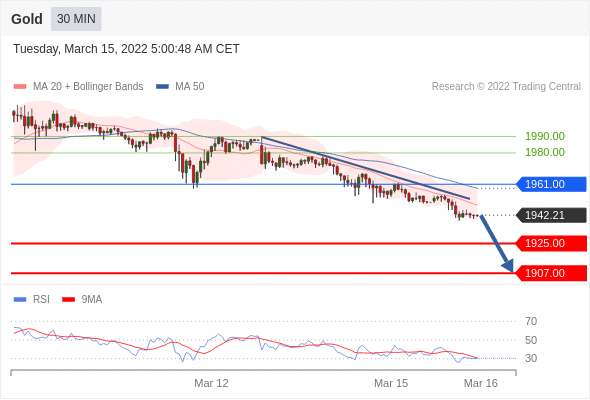 Gold 30 MIN
Tuesday, March 15, 2022 5:00:48 AM CET
MA 20 + Bollinger Bands MA 50 Research © 2022 Trading Central
1990.00
1980.00
1961.00
1942.21
1925.00
1907.00
RSI 9MA
70
50
30
Mar 12 Mar 15 Mar 16